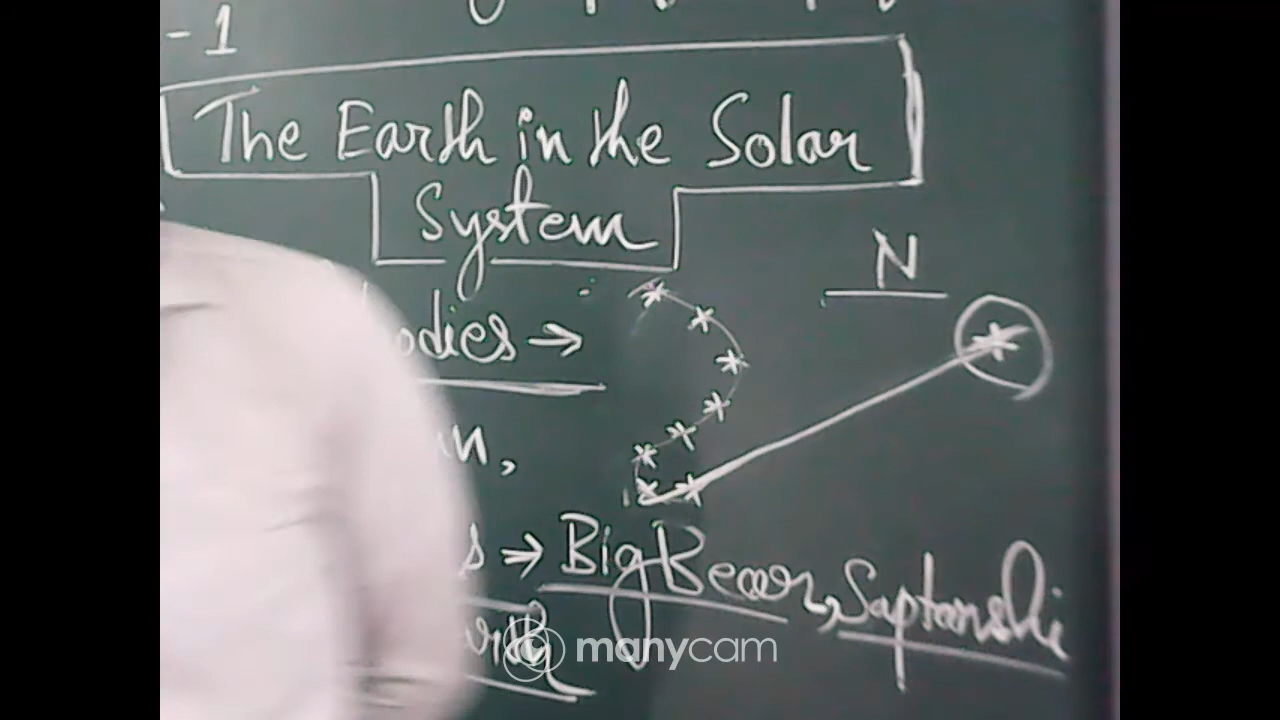 - 1
The Earth in the Solar
System
N
odies →
n,
s → Big Bear, Saptarshi
manycam